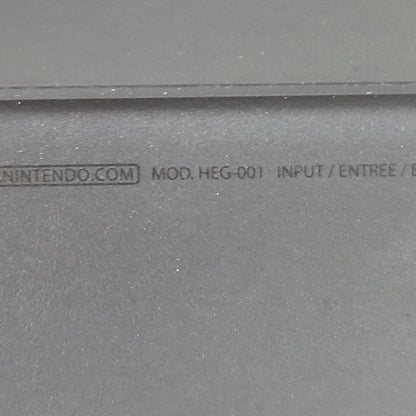 NINTENDO.COM MOD. HEG-001 INPUT / ENTRÉE /